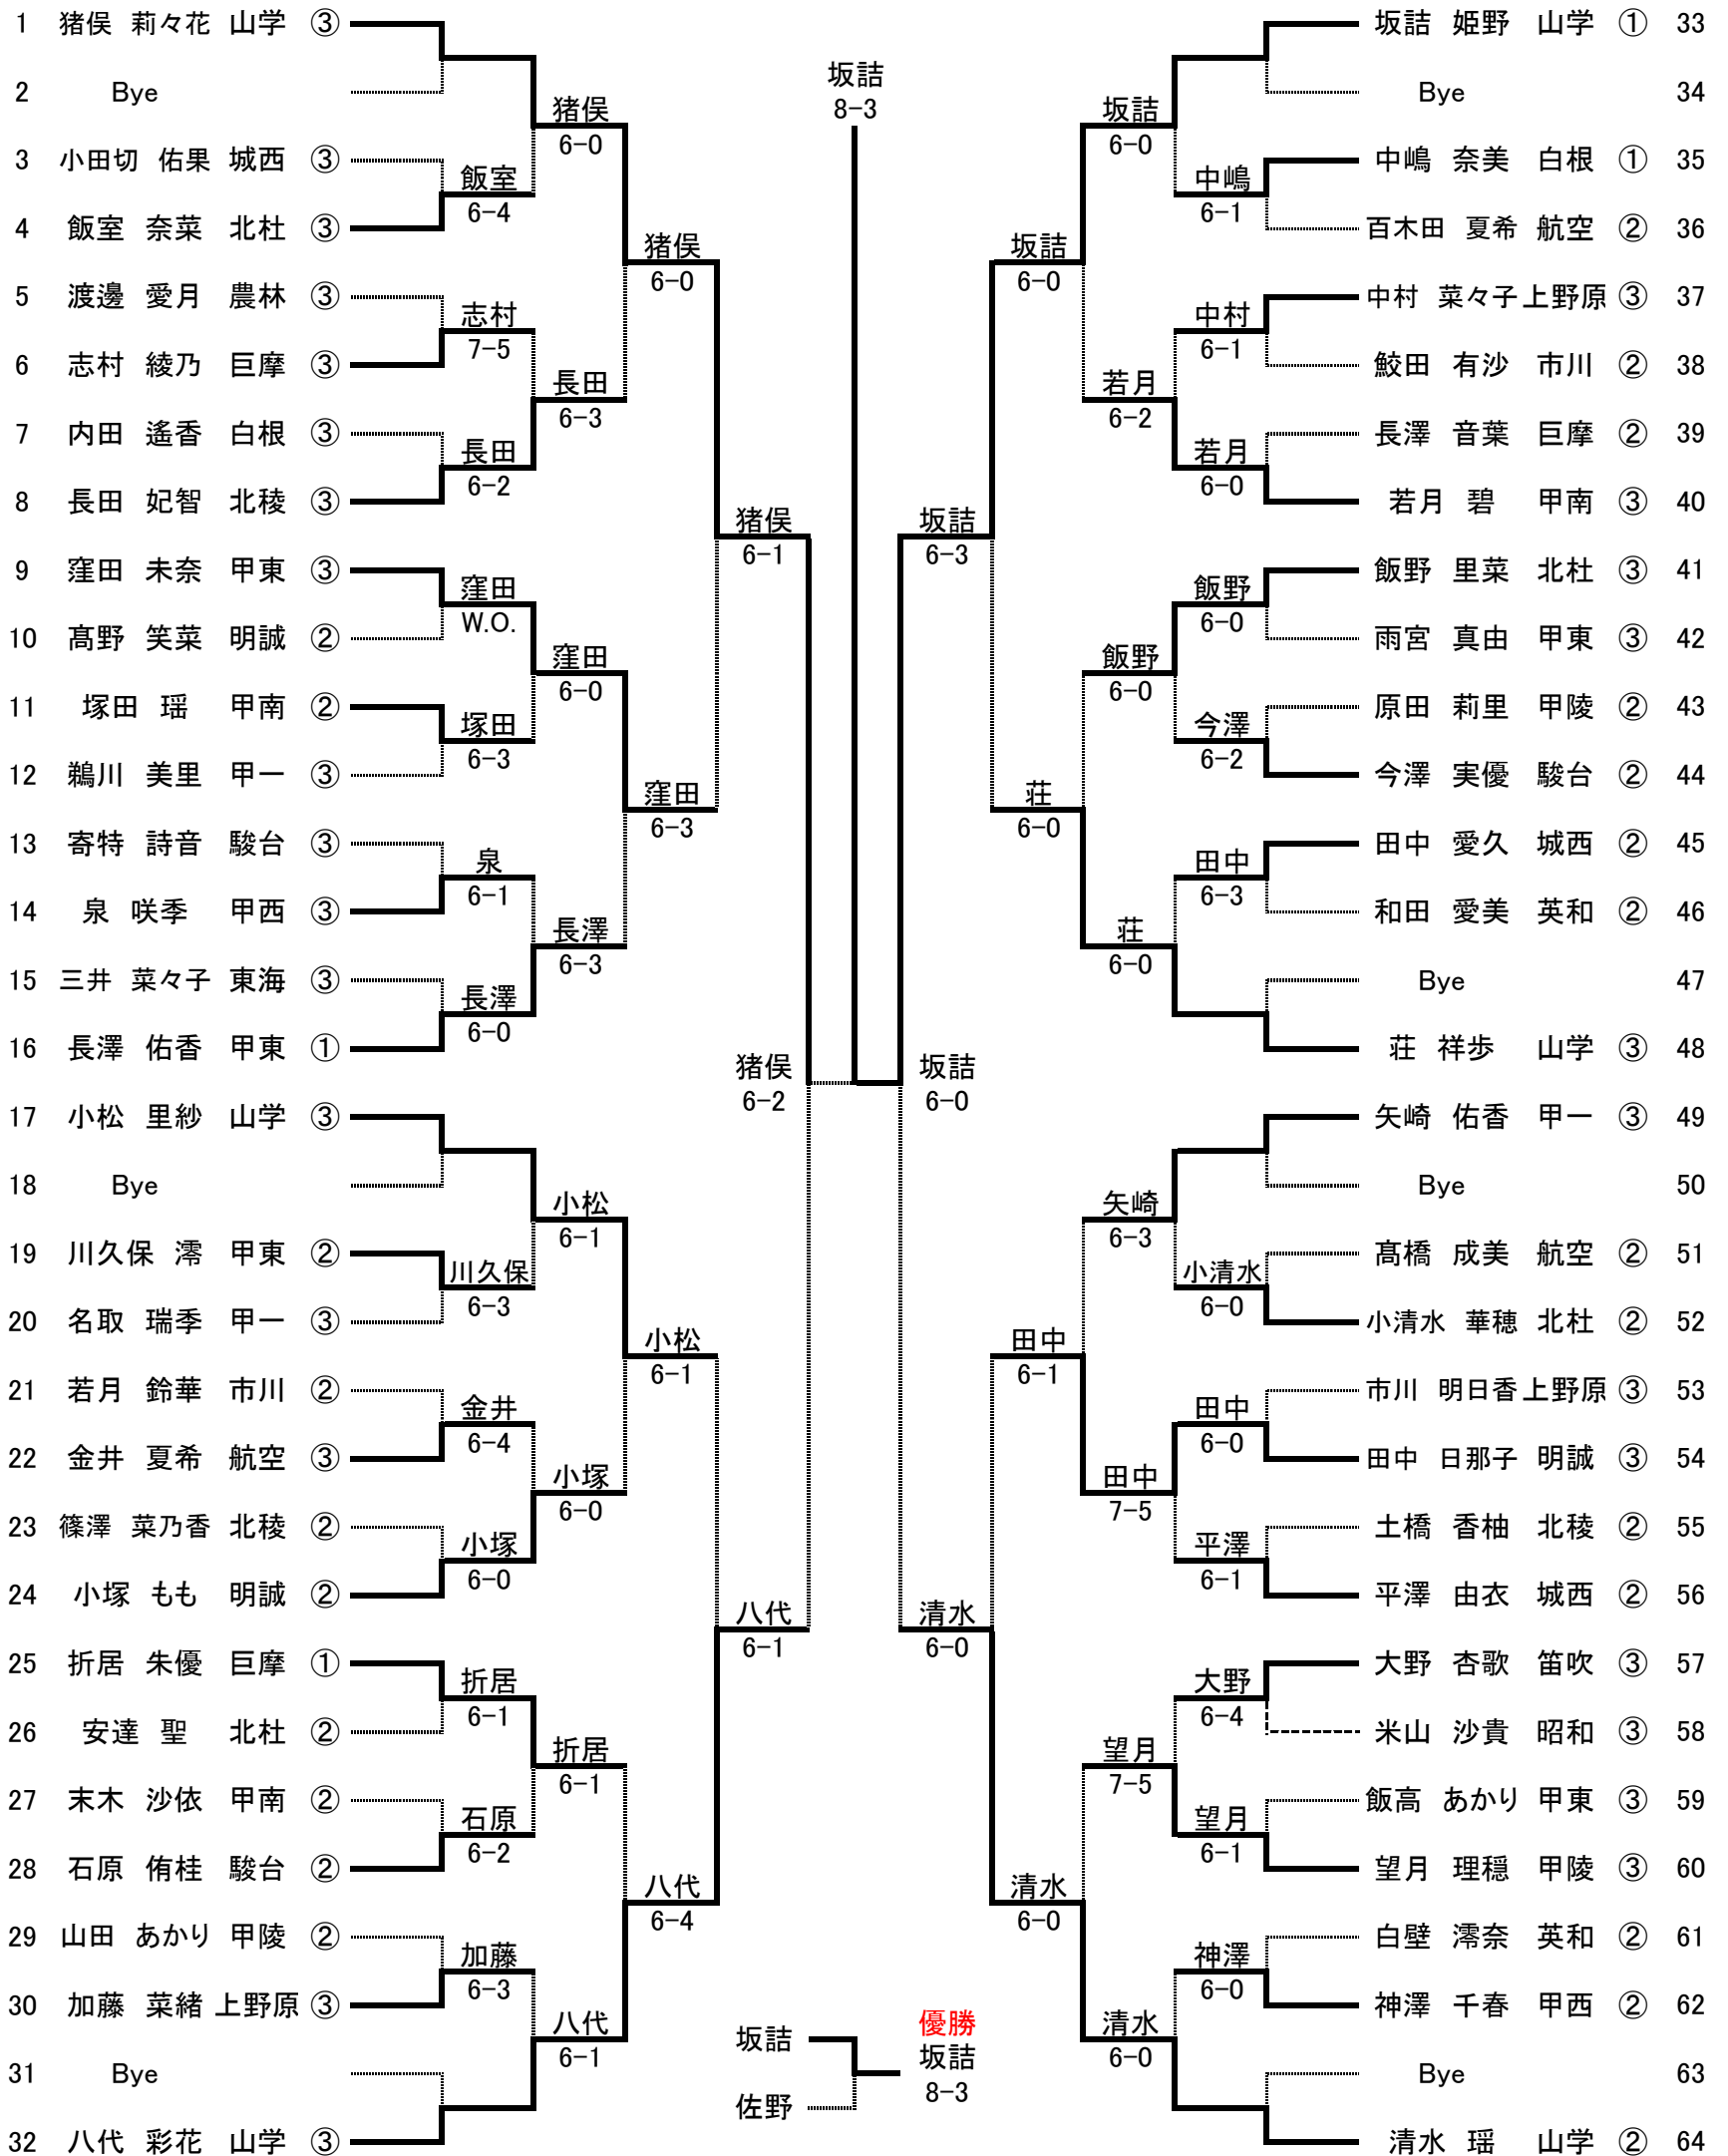 1 猪俣 莉々花 山学 ③
2 Bye
3 小田切 佑果 城西 ③
4 飯室 奈菜 北杜 ③
5 渡邊 愛月 農林 ③
6 志村 綾乃 巨摩 ③
7 内田 遙香 白根 ③
8 長田 妃智 北稜 ③
9 窪田 未奈 甲東 ③
10 髙野 笑菜 明誠 ②
11 塚田 瑶 甲南 ②
12 鵜川 美里 甲一 ③
13 寄特 詩音 駿台 ③
14 泉 咲季 甲西 ③
15 三井 菜々子 東海 ③
16 長澤 佑香 甲東 ①
17 小松 里紗 山学 ③
18 Bye
19 川久保 澪 甲東 ②
20 名取 瑞季 甲一 ③
21 若月 鈴華 市川 ②
22 金井 夏希 航空 ③
23 篠澤 菜乃香 北稜 ②
24 小塚 もも 明誠 ②
25 折居 朱優 巨摩 ①
26 安達 聖 北杜 ②
27 末木 沙依 甲南 ②
28 石原 侑桂 駿台 ②
29 山田 あかり 甲陵 ②
30 加藤 菜緒 上野原 ③
31 Bye
32 八代 彩花 山学 ③
飯室
6-4
志村
7-5
長田
6-2
窪田
W.O.
塚田
6-3
泉
6-1
長澤
6-0
川久保
6-3
金井
6-4
小塚
6-0
折居
6-1
石原
6-2
加藤
6-3
猪俣
6-0
長田
6-3
窪田
6-0
長澤
6-3
小松
6-1
小塚
6-0
折居
6-1
八代
6-1
猪俣
6-0
窪田
6-3
小松
6-1
八代
6-4
猪俣
6-1
八代
6-1
猪俣
6-2
坂詰
8-3
坂詰
6-0
坂詰
6-3
清水
6-0
坂詰
6-0
荘
6-0
田中
6-1
清水
6-0
坂詰
6-0
若月
6-2
飯野
6-0
荘
6-0
矢崎
6-3
田中
7-5
望月
7-5
清水
6-0
中嶋
6-1
中村
6-1
若月
6-0
飯野
6-0
今澤
6-2
田中
6-3
小清水
6-0
田中
6-0
平澤
6-1
大野
6-4
望月
6-1
神澤
6-0
坂詰 姫野 山学 ① 33
Bye 34
中嶋 奈美 白根 ① 35
百木田 夏希 航空 ② 36
中村 菜々子 上野原 ③ 37
鮫田 有沙 市川 ② 38
長澤 音葉 巨摩 ② 39
若月 碧 甲南 ③ 40
飯野 里菜 北杜 ③ 41
雨宮 真由 甲東 ③ 42
原田 莉里 甲陵 ② 43
今澤 実優 駿台 ② 44
田中 愛久 城西 ② 45
和田 愛美 英和 ② 46
Bye 47
荘 祥歩 山学 ③ 48
矢崎 佑香 甲一 ③ 49
Bye 50
髙橋 成美 航空 ② 51
小清水 華穂 北杜 ② 52
市川 明日香 上野原 ③ 53
田中 日那子 明誠 ③ 54
土橋 香柚 北稜 ② 55
平澤 由衣 城西 ② 56
大野 杏歌 笛吹 ③ 57
米山 沙貴 昭和 ③ 58
飯高 あかり 甲東 ③ 59
望月 理穏 甲陵 ③ 60
白壁 澪奈 英和 ② 61
神澤 千春 甲西 ② 62
Bye 63
清水 瑶 山学 ② 64
坂詰
佐野
優勝
坂詰
8-3